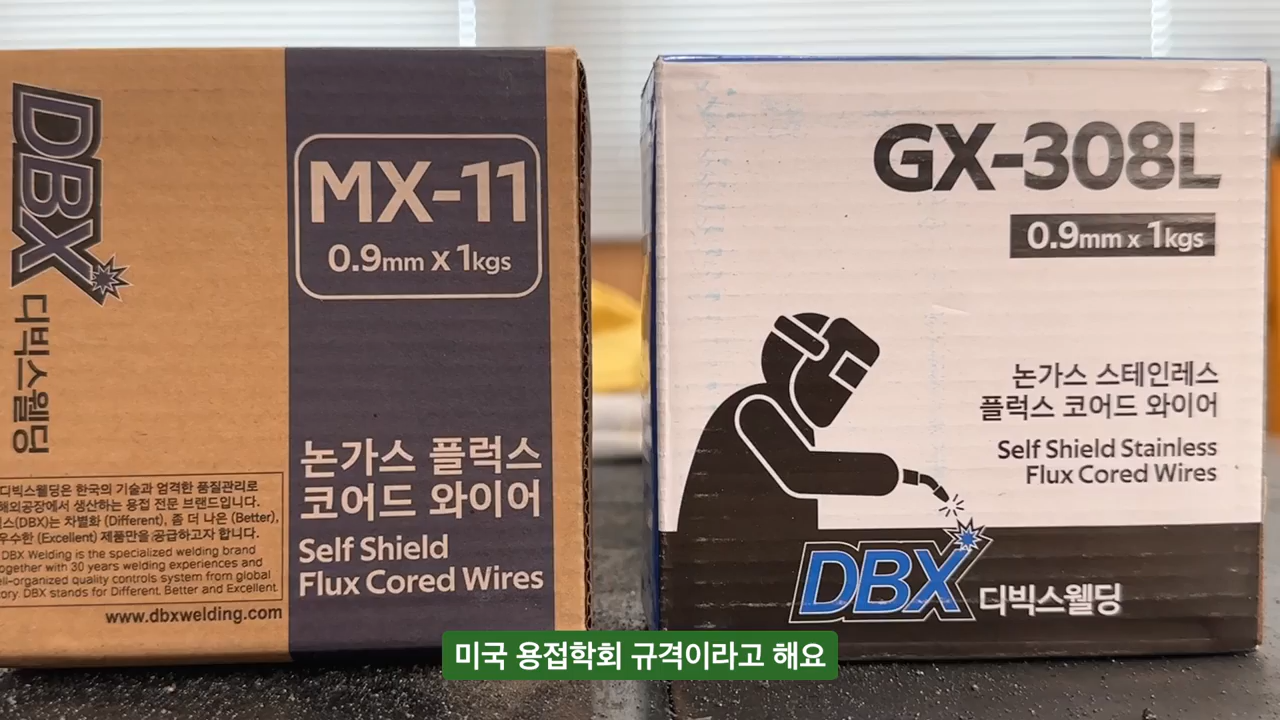 DBX
디빅스웰딩
MX-11
0.9mm x 1kgs
논가스 플럭스
코어드 와이어
Self Shield
Flux Cored Wires
디빅스웰딩은 한국의 기술과 엄격한 품질관리로
해외공장에서 생산하는 용접 전문 브랜드입니다.
스(DBX)는 차별화 (Different), 좀 더 나은 (Better),
우수한 (Excellent) 제품만을 공급하고자 합니다.
DBX Welding is the specialized welding brand
together with 30 years welding experiences and
ll-organized quality controls system from global
ory. DBX stands for Different, Better and Excellent.
www.dbxwelding.com
GX-308L
0.9mm x 1kgs
논가스 스테인레스
플럭스 코어드 와이어
Self Shield Stainless
Flux Cored Wires
DBX 디빅스웰딩
미국 용접학회 규격이라고 해요